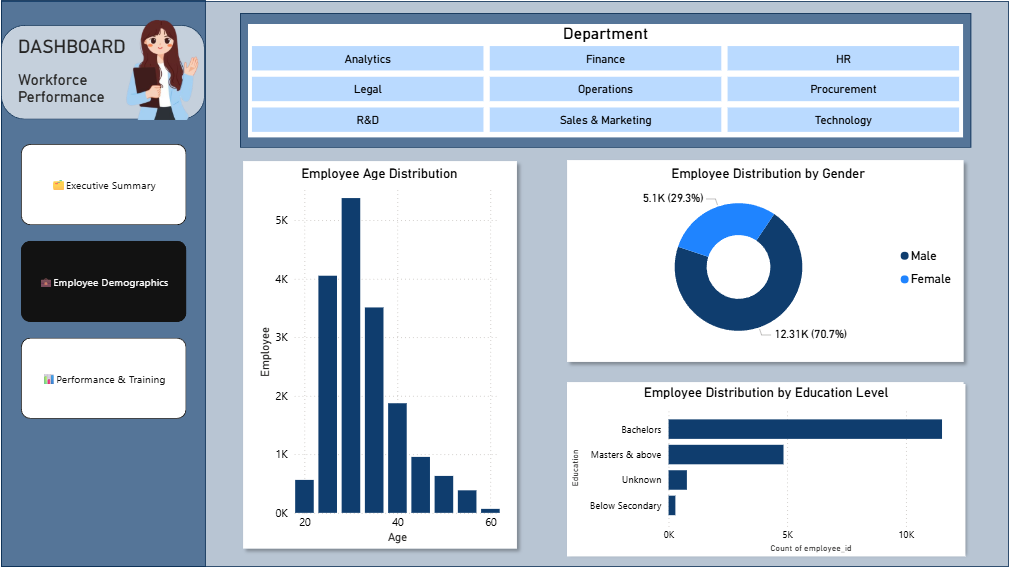 DASHBOARD
Workforce
Performance
Executive Summary
Employee Demographics
Performance & Training
Department
Analytics
Finance
HR
Legal
Operations
Procurement
R&D
Sales & Marketing
Technology
Employee Age Distribution
Employee
5K
4K
3K
2K
1K
0K
20
40
60
Age
Employee Distribution by Gender
5.1K (29.3%)
12.31K (70.7%)
Male
Female
Employee Distribution by Education Level
Education
Bachelors
Masters & above
Unknown
Below Secondary
0K
5K
10K
Count of employee_id